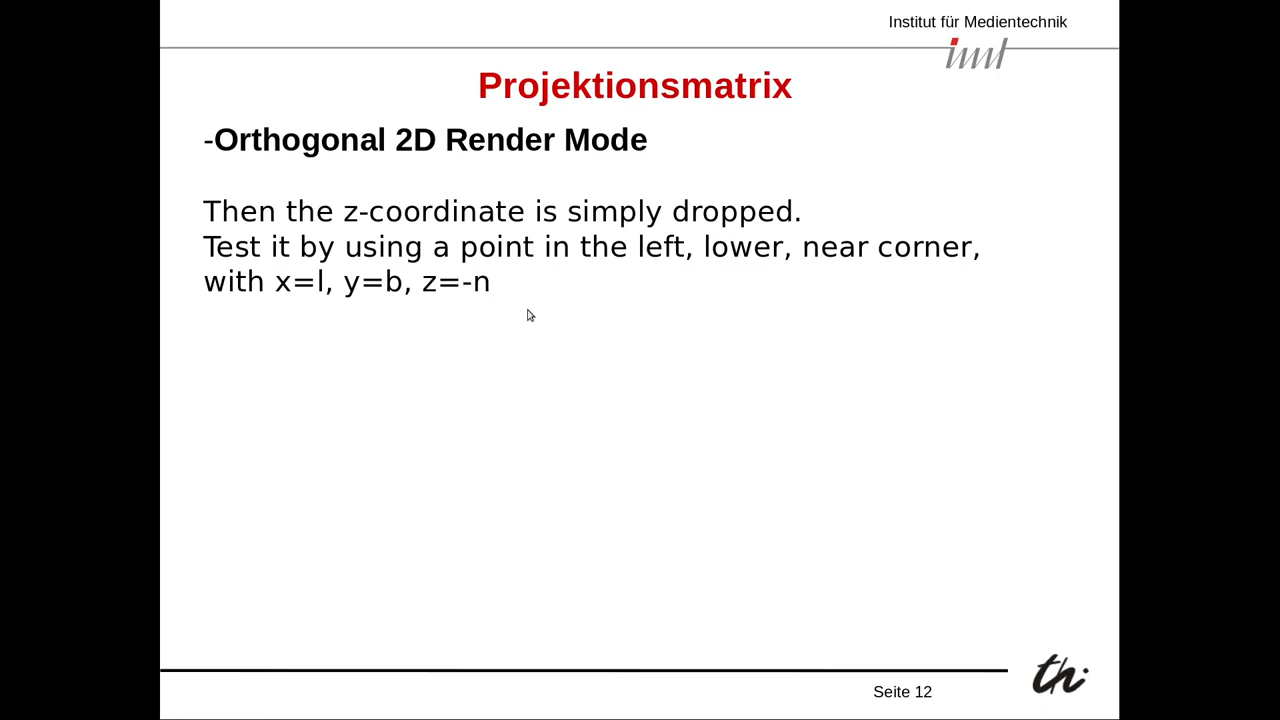 Institut für Medientechnik
iml
Projektionsmatrix
-Orthogonal 2D Render Mode
Then the z-coordinate is simply dropped.
Test it by using a point in the left, lower, near corner,
with x=l, y=b, z=-n
Seite 12
th